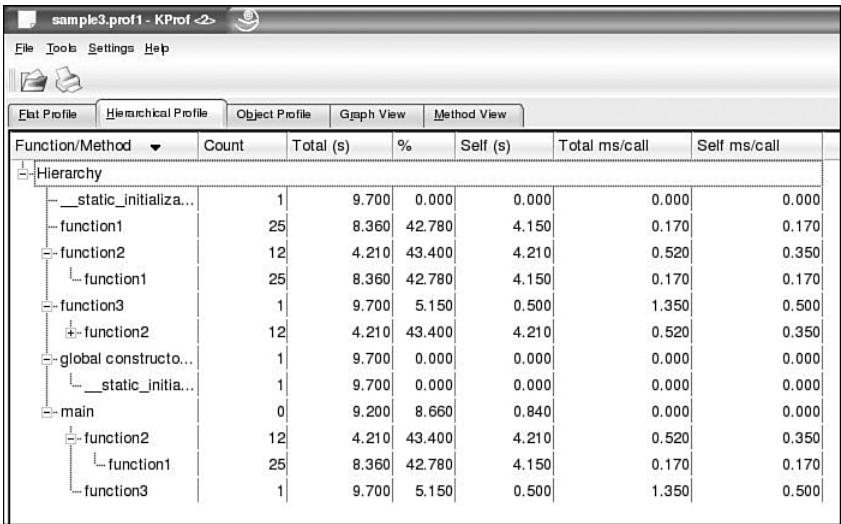 sample3.prof1 - KProf <2>
File Tools Settings Help
Flat Profile Hierarchical Profile Object Profile Graph View Method View
Function/Method Count Total (s) % Self (s) Total ms/call Self ms/call
Hierarchy
__static_initializa... 1 9.700 0.000 0.000 0.000 0.000
function1 25 8.360 42.780 4.150 0.170 0.170
function2 12 4.210 43.400 4.210 0.520 0.350
function1 25 8.360 42.780 4.150 0.170 0.170
function3 1 9.700 5.150 0.500 1.350 0.500
function2 12 4.210 43.400 4.210 0.520 0.350
global constructo... 1 9.700 0.000 0.000 0.000 0.000
__static_initia... 1 9.700 0.000 0.000 0.000 0.000
main 0 9.200 8.660 0.840 0.000 0.000
function2 12 4.210 43.400 4.210 0.520 0.350
function1 25 8.360 42.780 4.150 0.170 0.170
function3 1 9.700 5.150 0.500 1.350 0.500